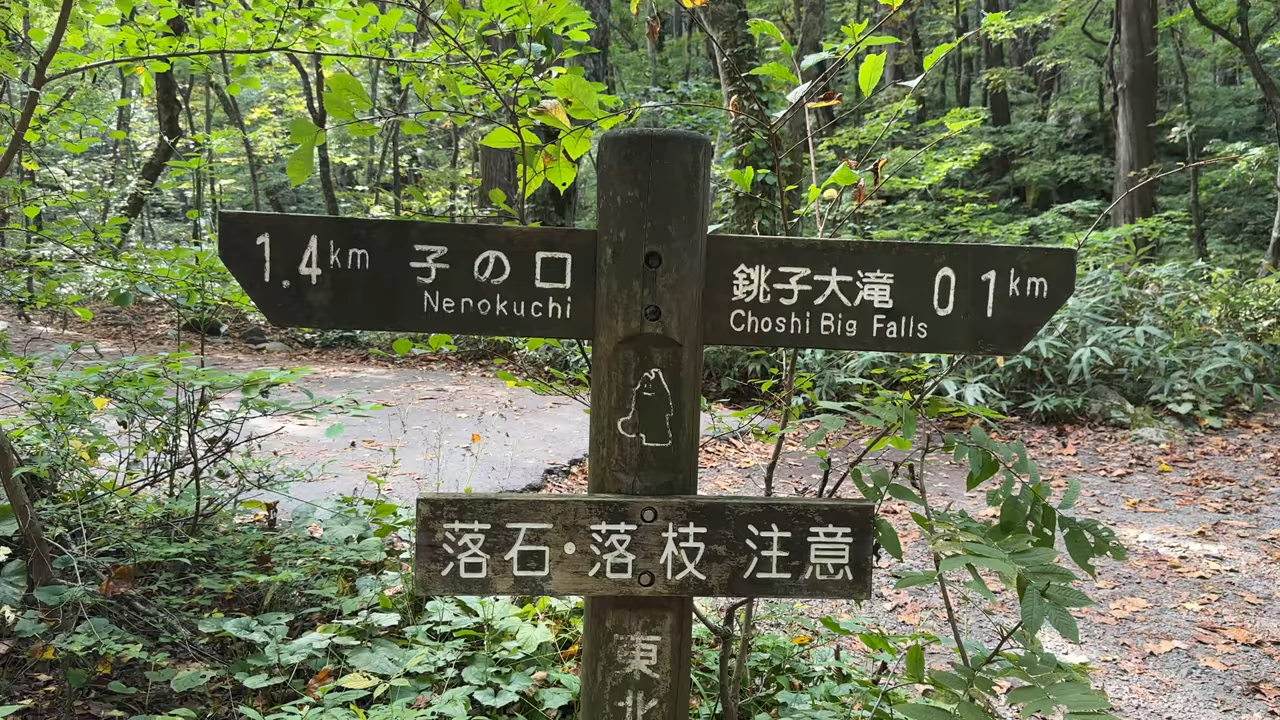 1.4km 子の口
Nenokuchi
銚子大滝 0 1km
Choshi Big Falls
落石・落枝 注意
東
北